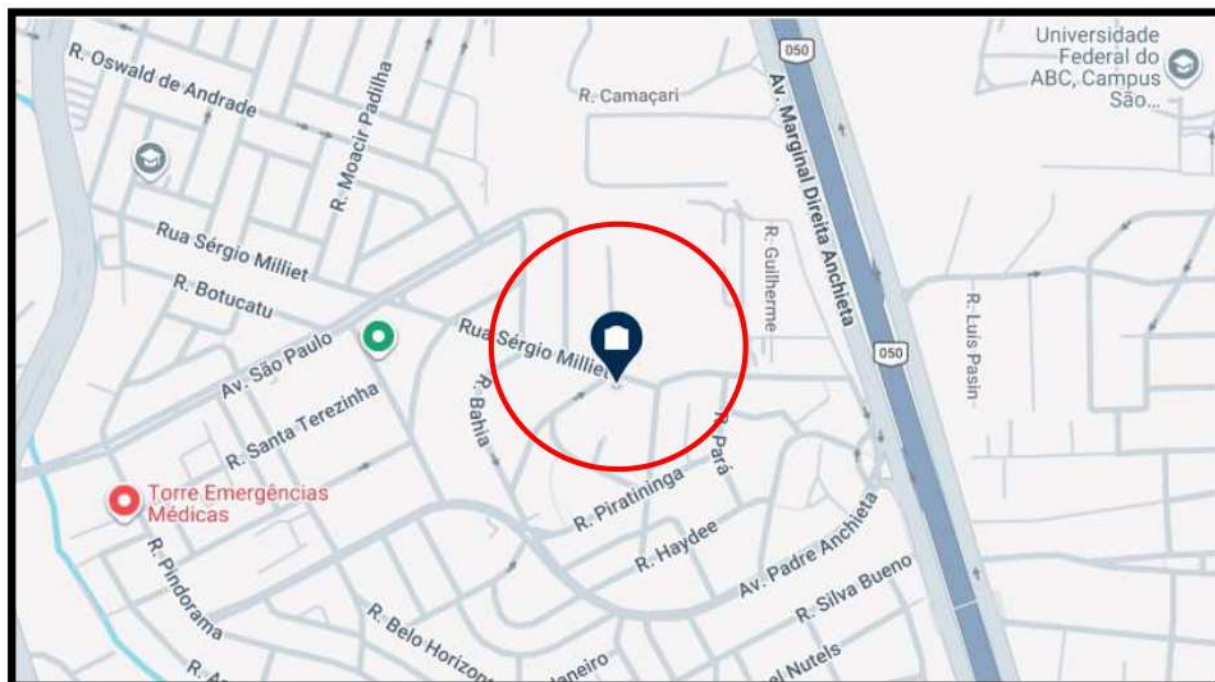 R. Oswald de Andrade
R. Moacir Padilha
R. Camaçari
050
Av. Marginal Direita Anchieta
Universidade
Federal do
ABC, Campus
São...
Rua Sérgio Milliet
R. Botucatu
Av. São Paulo
R. Santa Terezinha
Rua Sérgio Milliet
R. Bahia
R. Guilherme
050
R. Luís Pasin
R. Pará
R. Piratininga
R. Haydee
Torre Emergências
Médicas
R. Pindorama
R. Belo Horizont
Av. Padre Anchieta
R. Silva Bueno
Janeiro
el Nutels